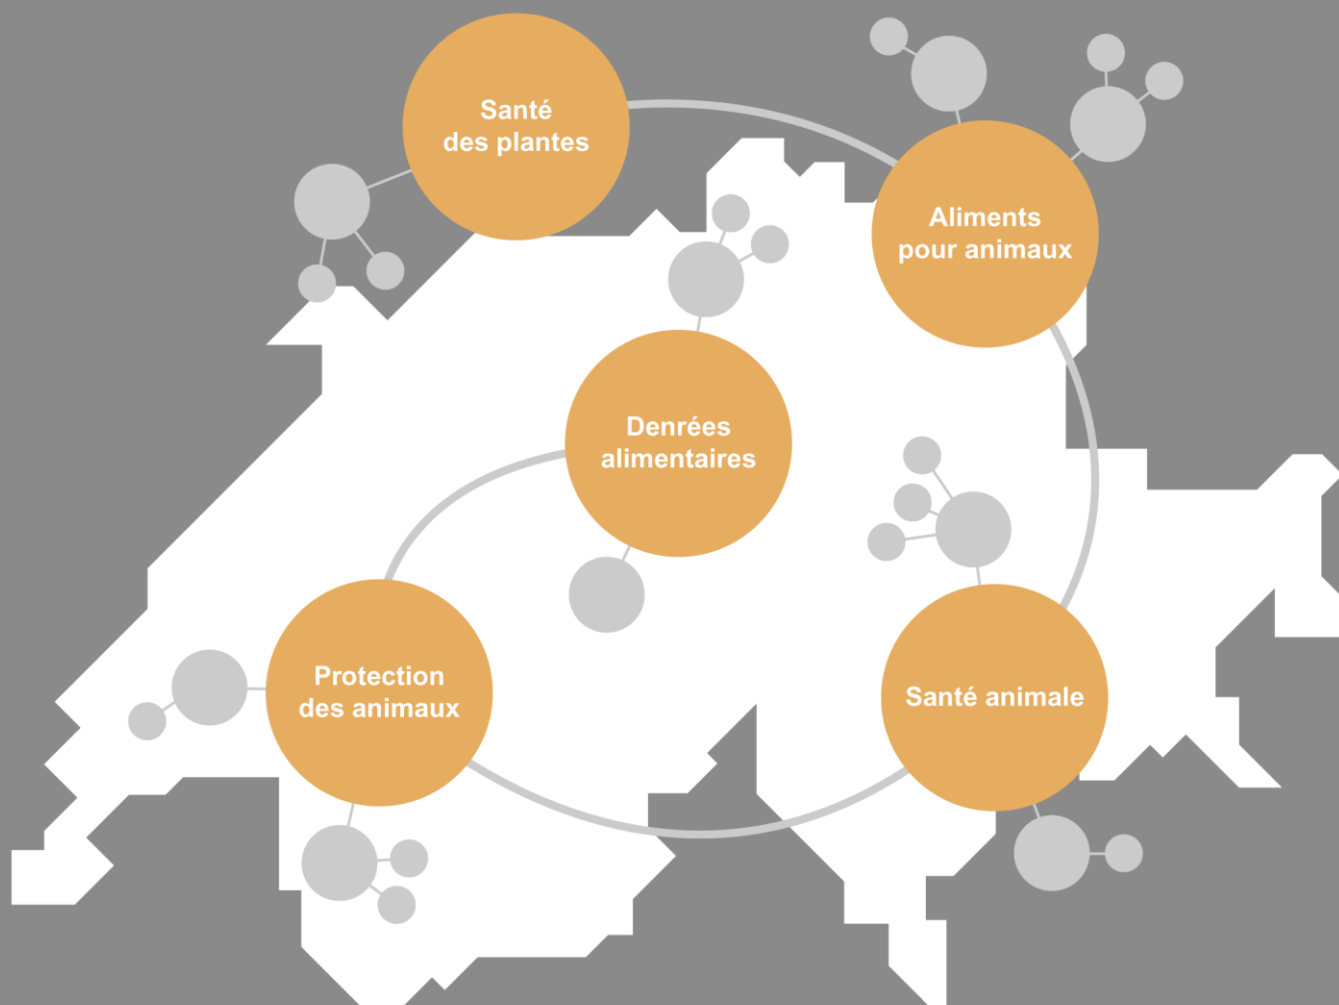 Santé
des plantes
Aliments
pour animaux
Denrées
alimentaires
Protection
des animaux
Santé animale